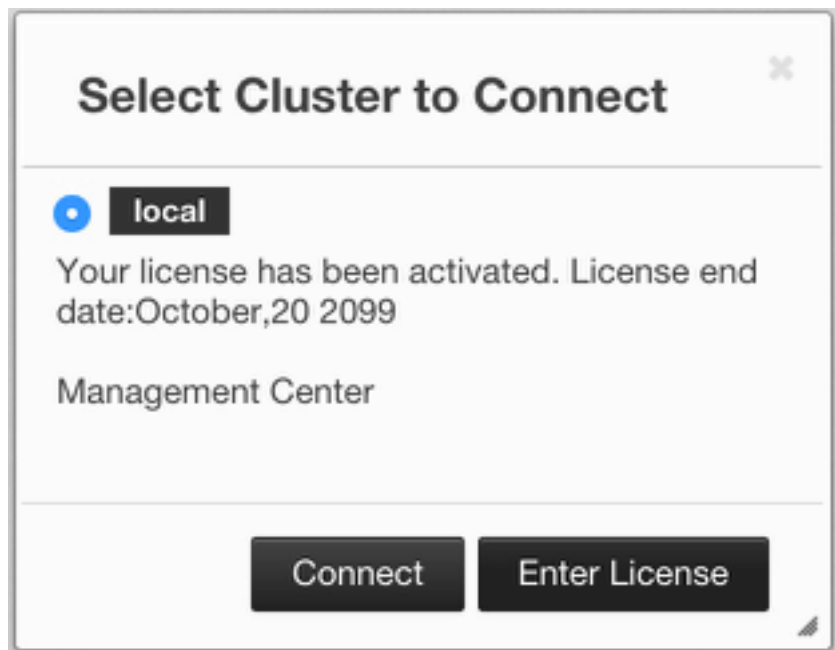 Select Cluster to Connect
local
Your license has been activated. License end
date:October,20 2099
Management Center
Connect
Enter License